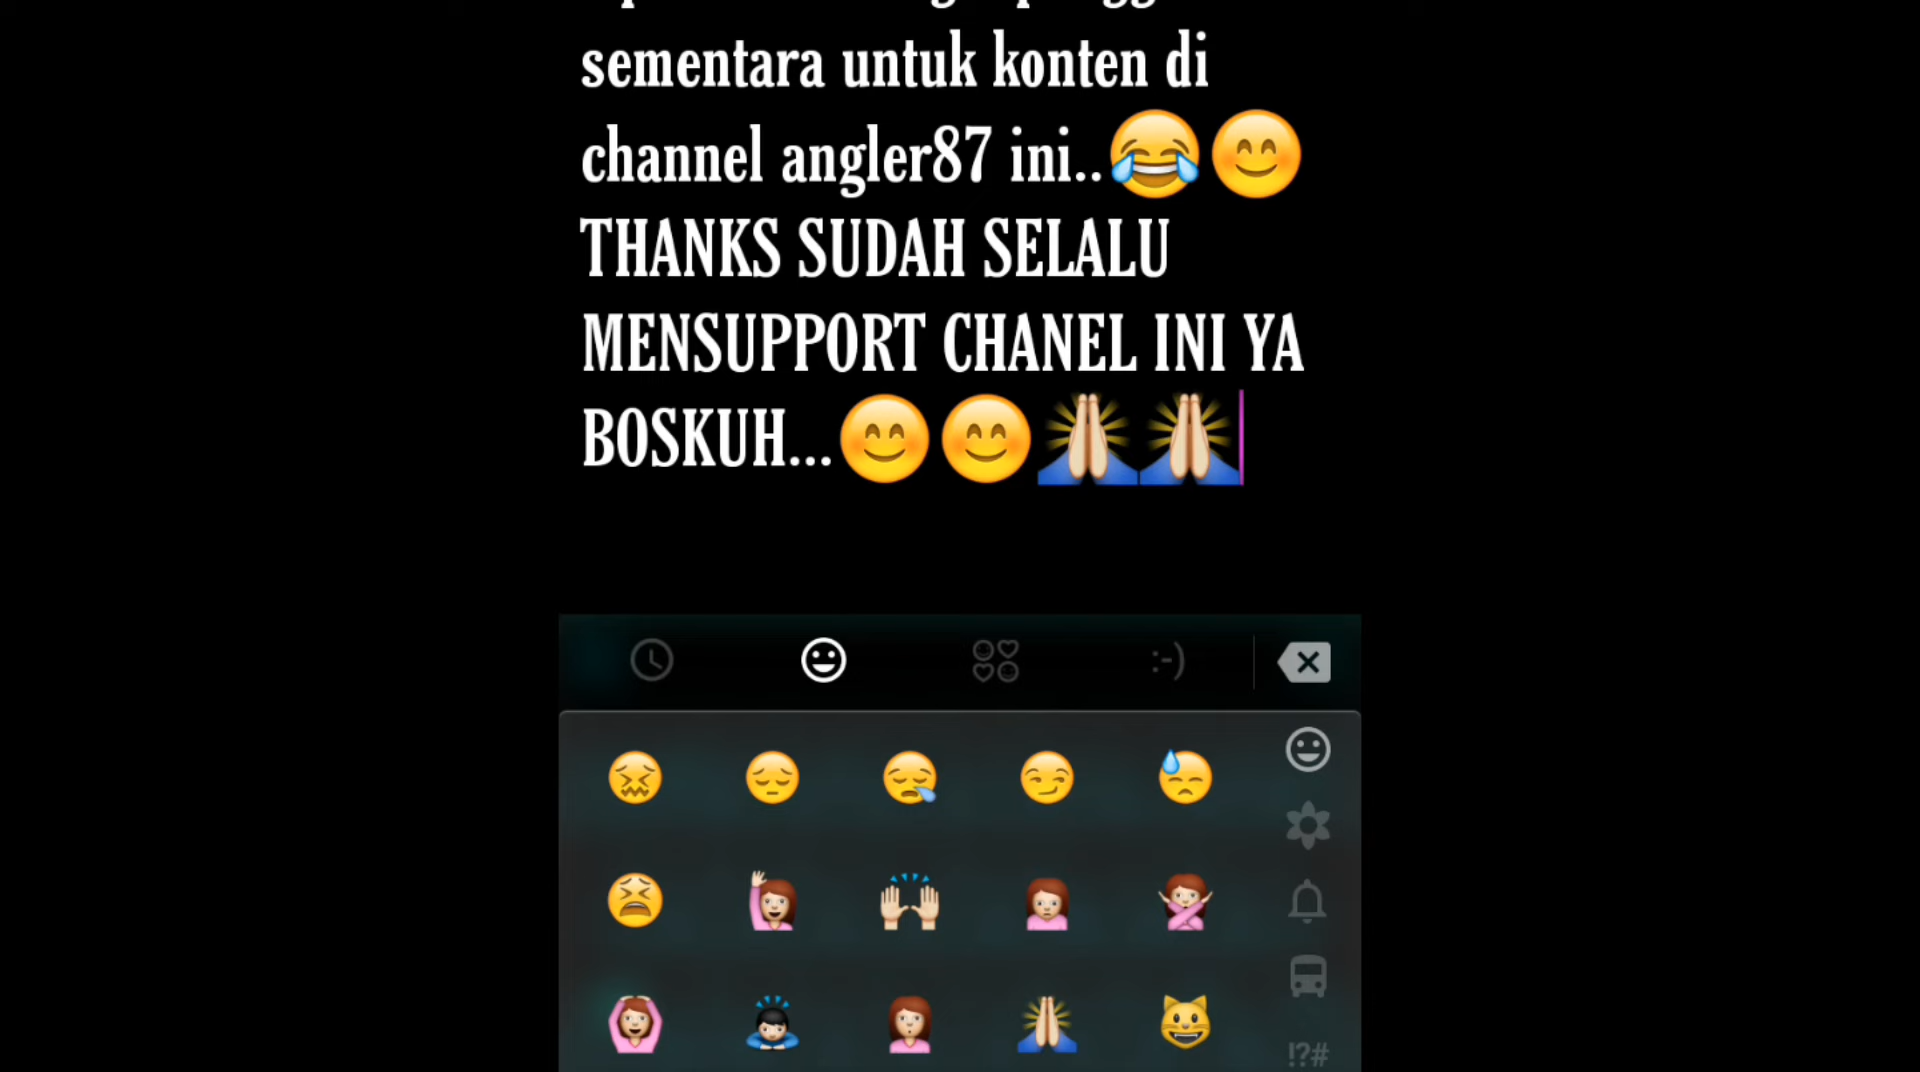 sementara untuk konten di
channel angler87 ini..😂😊
THANKS SUDAH SELALU
MENSUPPORT CHANEL INI YA
BOSKUH...😊😊🙏🙏
:-)
!?#